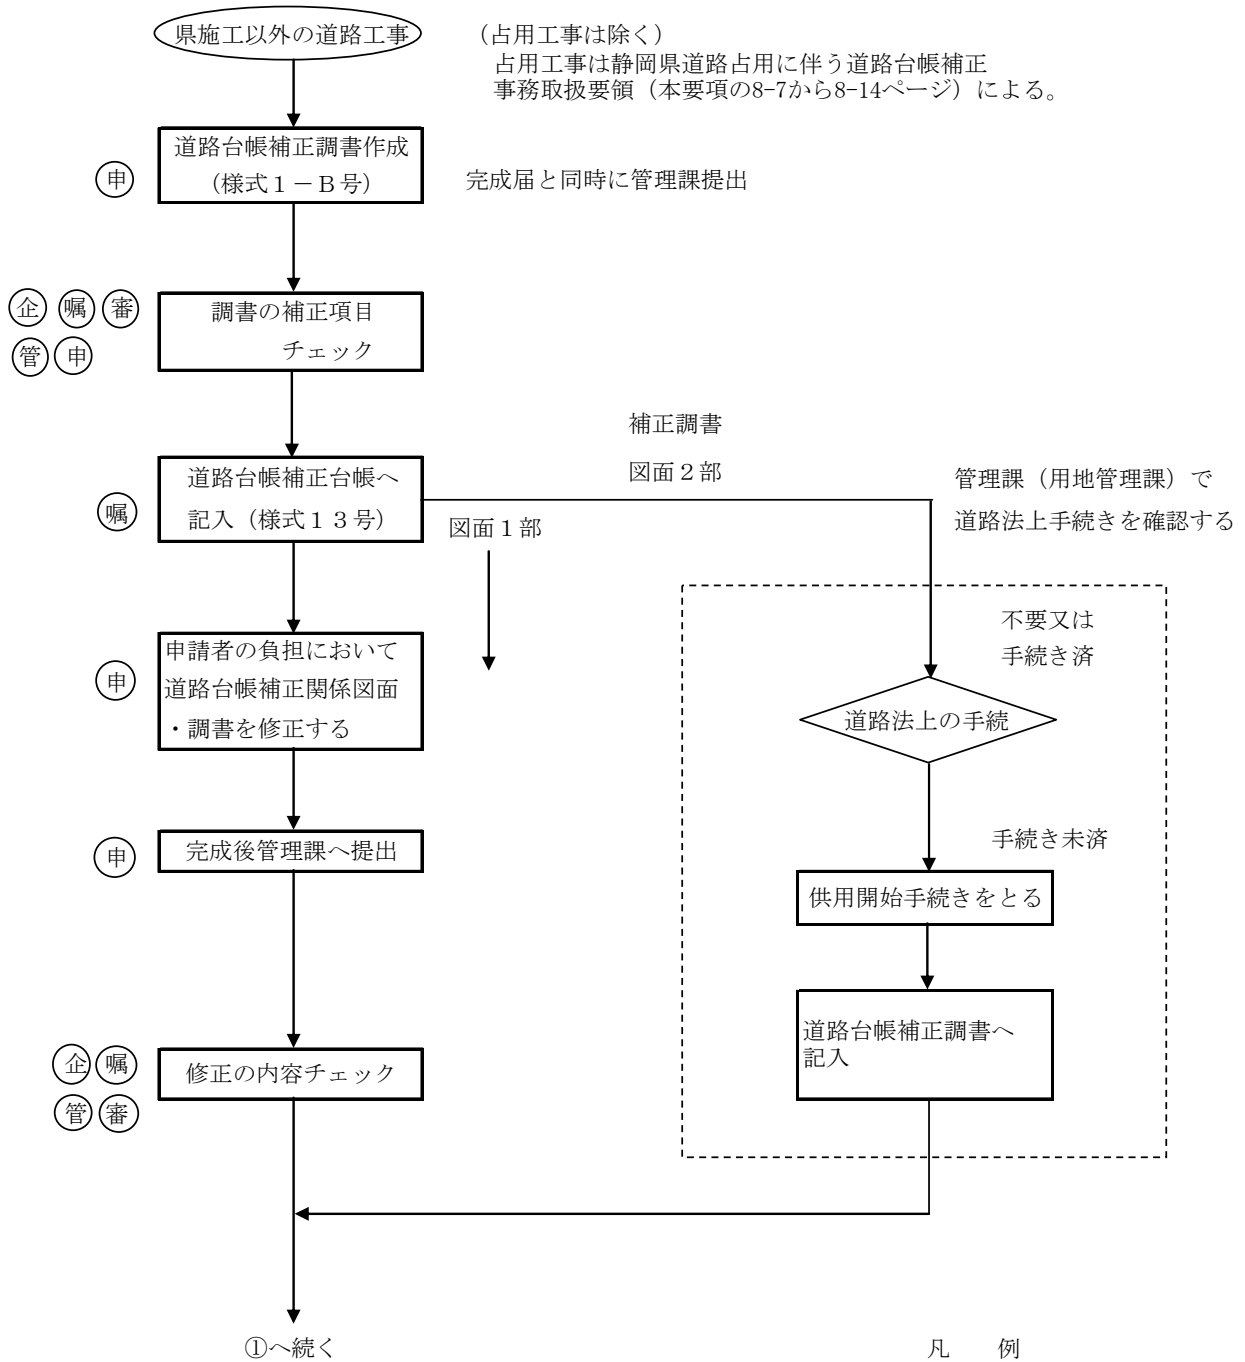 県施工以外の道路工事
(占用工事は除く)
占用工事は静岡県道路占用に伴う道路台帳補正
事務取扱要領（本要項の8-7から8-14ページ）による。
道路台帳補正調書作成
（様式１－Ｂ号）
申
完成届と同時に管理課提出
企 嘱 審
管 申
調書の補正項目
チェック
補正調書
図面２部
道路台帳補正台帳へ
記入（様式１３号）
嘱
図面１部
管理課（用地管理課）で
道路法上手続きを確認する
不要又は
手続き済
申請者の負担において
道路台帳補正関係図面
・調書を修正する
申
道路法上の手続
手続き未済
申
完成後管理課へ提出
供用開始手続きをとる
道路台帳補正調書へ
記入
企 嘱
管 審
修正の内容チェック
①へ続く
凡　例